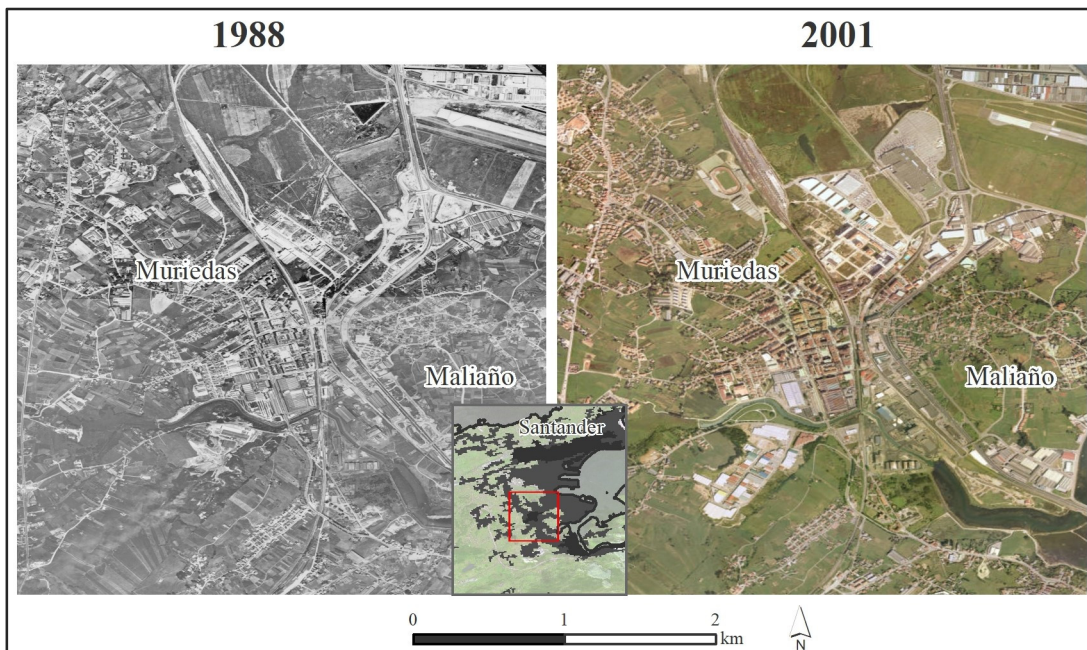 1988
2001
Muriedas
Maliaño
Muriedas
Maliaño
Santander
0 1 2
km
N